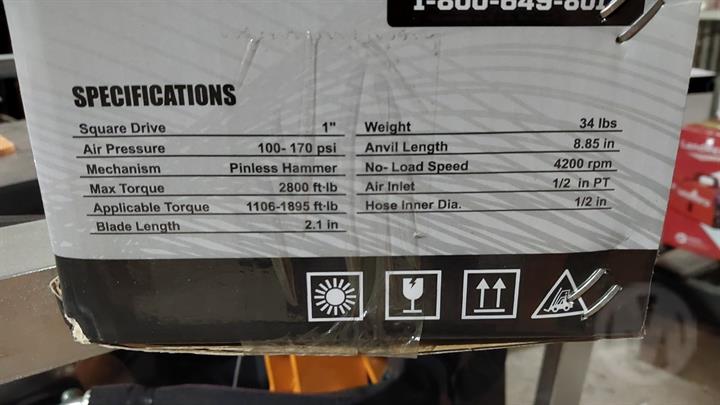 SPECIFICATIONS
Square Drive 1"
Air Pressure 100- 170 psi
Mechanism Pinless Hammer
Max Torque 2800 ft-lb
Applicable Torque 1106-1895 ft-lb
Blade Length 2.1 in
Weight 34 lbs
Anvil Length 8.85 in
No- Load Speed 4200 rpm
Air Inlet 1/2 in PT
Hose Inner Dia. 1/2 in